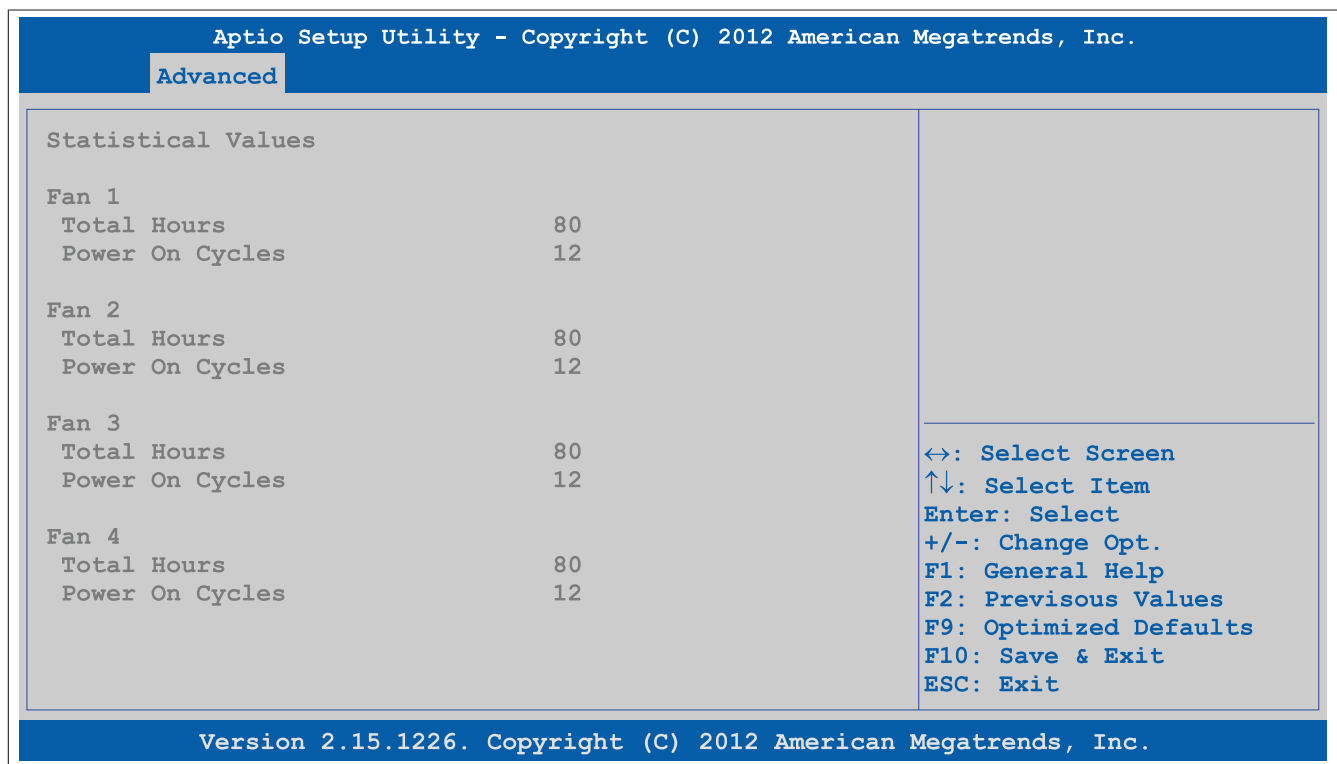 Aptio Setup Utility - Copyright (C) 2012 American Megatrends, Inc.
Advanced
Statistical Values
Fan 1
Total Hours 80
Power On Cycles 12
Fan 2
Total Hours 80
Power On Cycles 12
Fan 3
Total Hours 80
Power On Cycles 12
Fan 4
Total Hours 80
Power On Cycles 12
↔: Select Screen
↑↓: Select Item
Enter: Select
+/-: Change Opt.
F1: General Help
F2: Previsous Values
F9: Optimized Defaults
F10: Save & Exit
ESC: Exit
Version 2.15.1226. Copyright (C) 2012 American Megatrends, Inc.